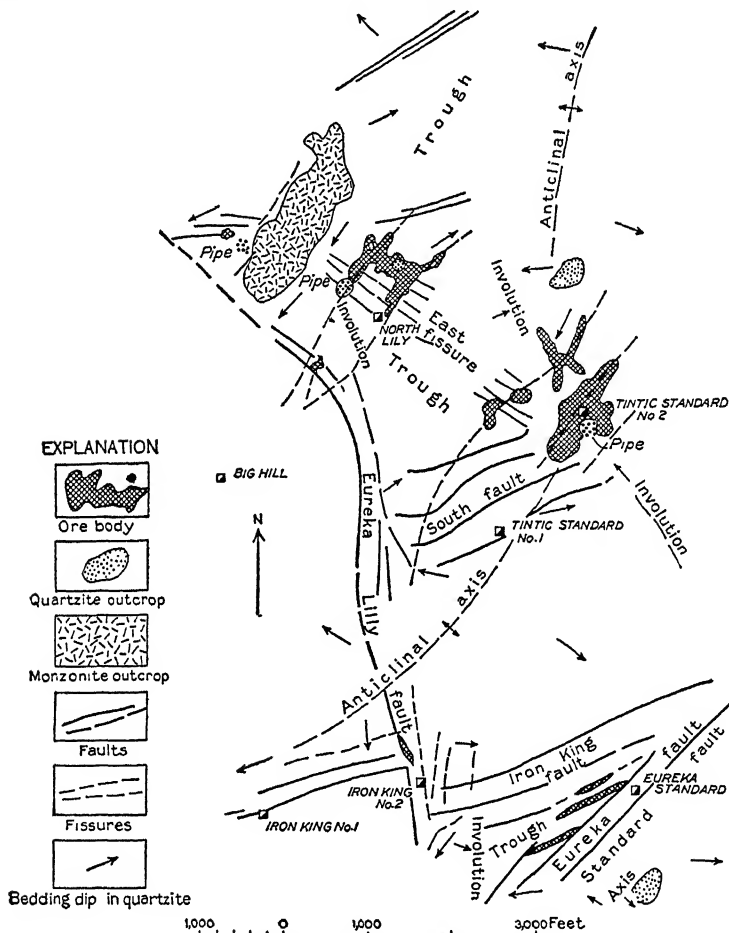 Trough
Anticlinal axis
Pipe
Pipe
Involution
NORTH
LILY
East
fissure
Trough
Involution
TINTIC STANDARD
No 2
Pipe
Involution
South fault
TINTIC STANDARD
No.1
EXPLANATION
Ore body
Quartzite outcrop
Monzonite outcrop
Faults
Fissures
Bedding dip in quartzite
BIG HILL
N
Eureka
Lilly
fault
Anticlinal axis
Iron King
fault
IRON KING
No.2
IRON KING No.1
EUREKA
STANDARD
Trough
Eureka fault
Standard fault
Involution
Axis
1,000 0 1,000 3,000 Feet